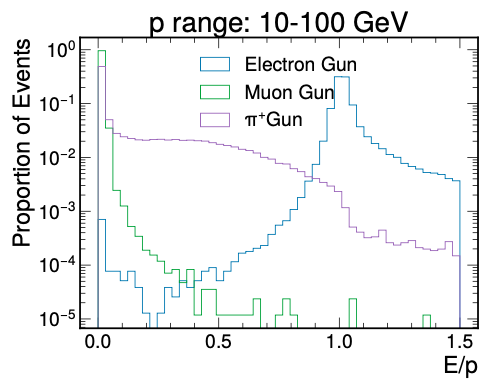 p range: 10-100 GeV
Proportion of Events
10⁰
10⁻¹
10⁻²
10⁻³
10⁻⁴
10⁻⁵
Electron Gun
Muon Gun
π⁺Gun
0.0 0.5 1.0 1.5
E/p